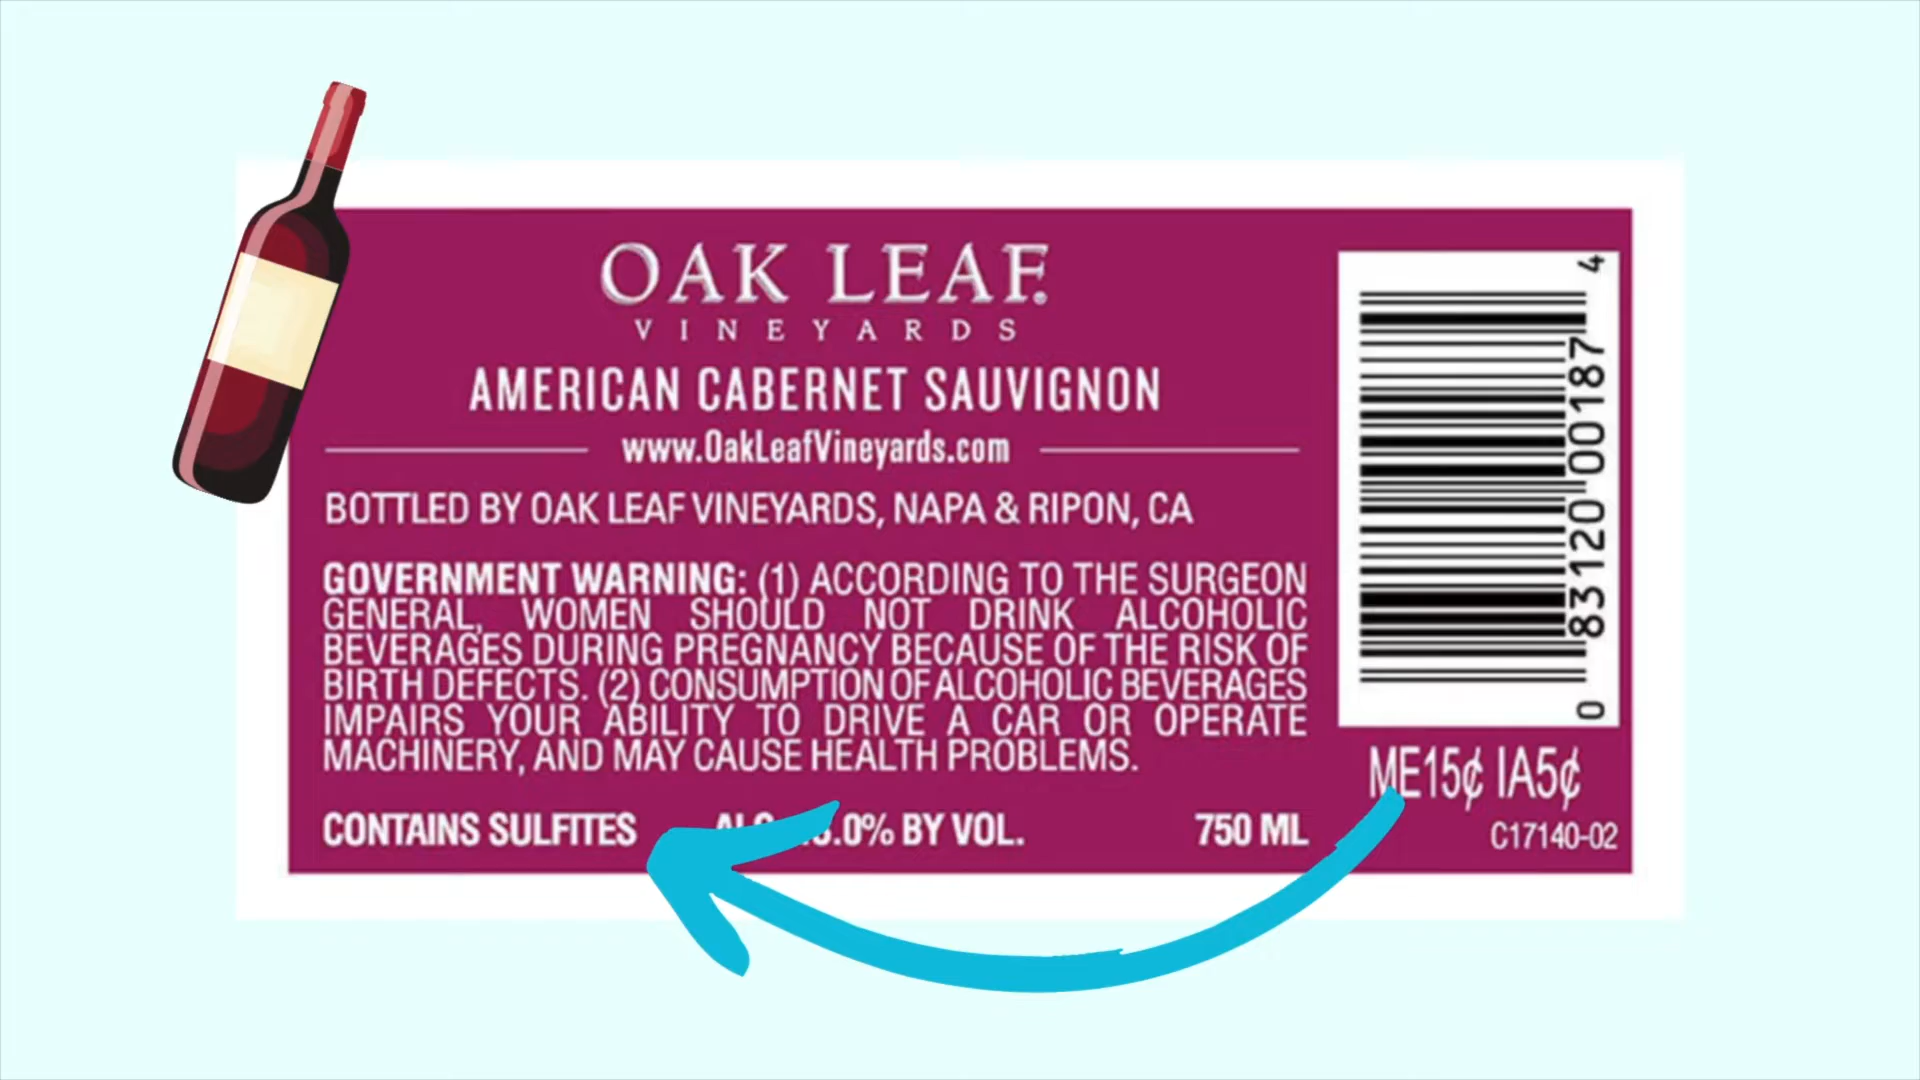 OAK LEAF®
VINEYARDS
AMERICAN CABERNET SAUVIGNON
www.OakLeafVineyards.com
BOTTLED BY OAK LEAF VINEYARDS, NAPA & RIPON, CA
GOVERNMENT WARNING: (1) ACCORDING TO THE SURGEON
GENERAL, WOMEN SHOULD NOT DRINK ALCOHOLIC
BEVERAGES DURING PREGNANCY BECAUSE OF THE RISK OF
BIRTH DEFECTS. (2) CONSUMPTION OF ALCOHOLIC BEVERAGES
IMPAIRS YOUR ABILITY TO DRIVE A CAR OR OPERATE
MACHINERY, AND MAY CAUSE HEALTH PROBLEMS.
CONTAINS SULFITES BY VOL. 750 ML
0 83120 00187 4
ME15¢ IA5¢
C17140-02